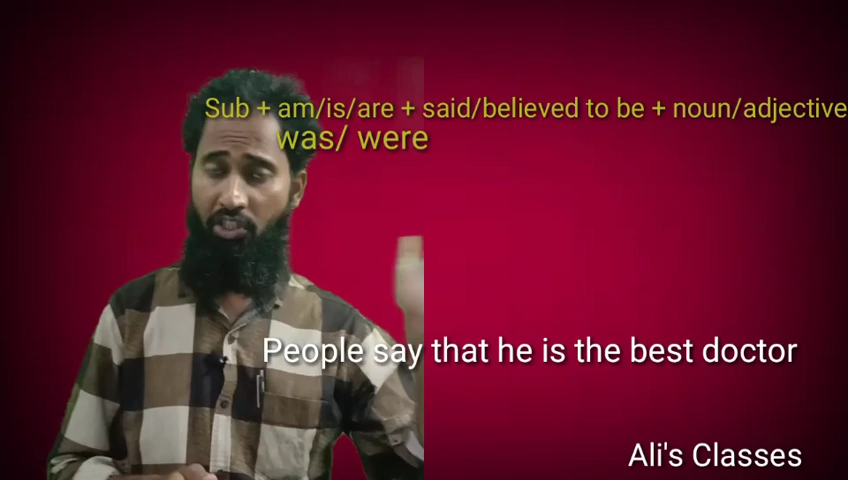 Sub + am/is/are + said/believed to be + noun/adjective
was/ were
People say that he is the best doctor
Ali's Classes